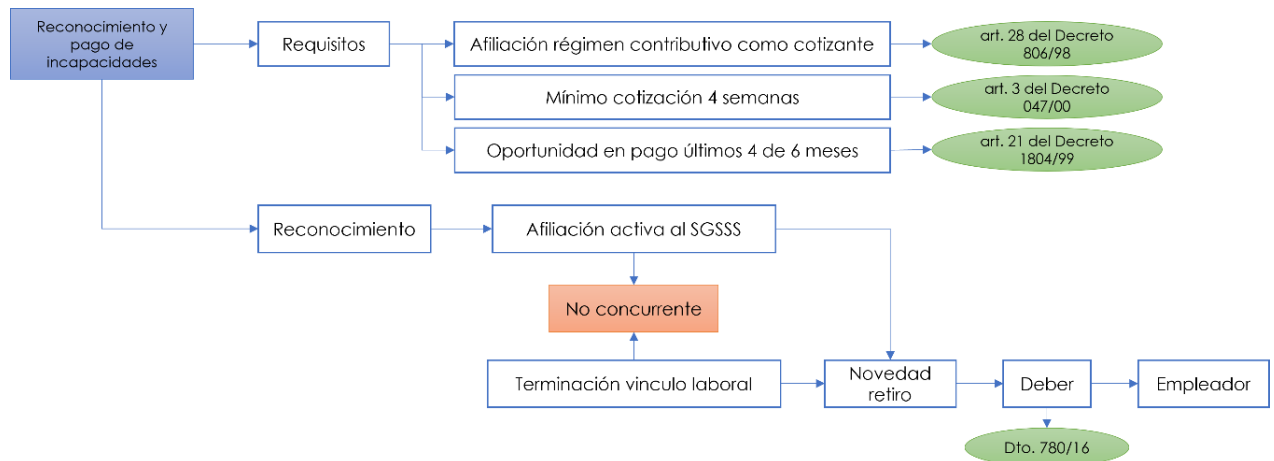 Reconocimiento y
pago de
incapacidades
Requisitos
Afiliación régimen contributivo como cotizante
art. 28 del Decreto
806/98
Mínimo cotización 4 semanas
art. 3 del Decreto
047/00
Oportunidad en pago últimos 4 de 6 meses
art. 21 del Decreto
1804/99
Reconocimiento
Afiliación activa al SGSSS
No concurrente
Terminación vinculo laboral
Novedad
retiro
Deber
Empleador
Dto. 780/16